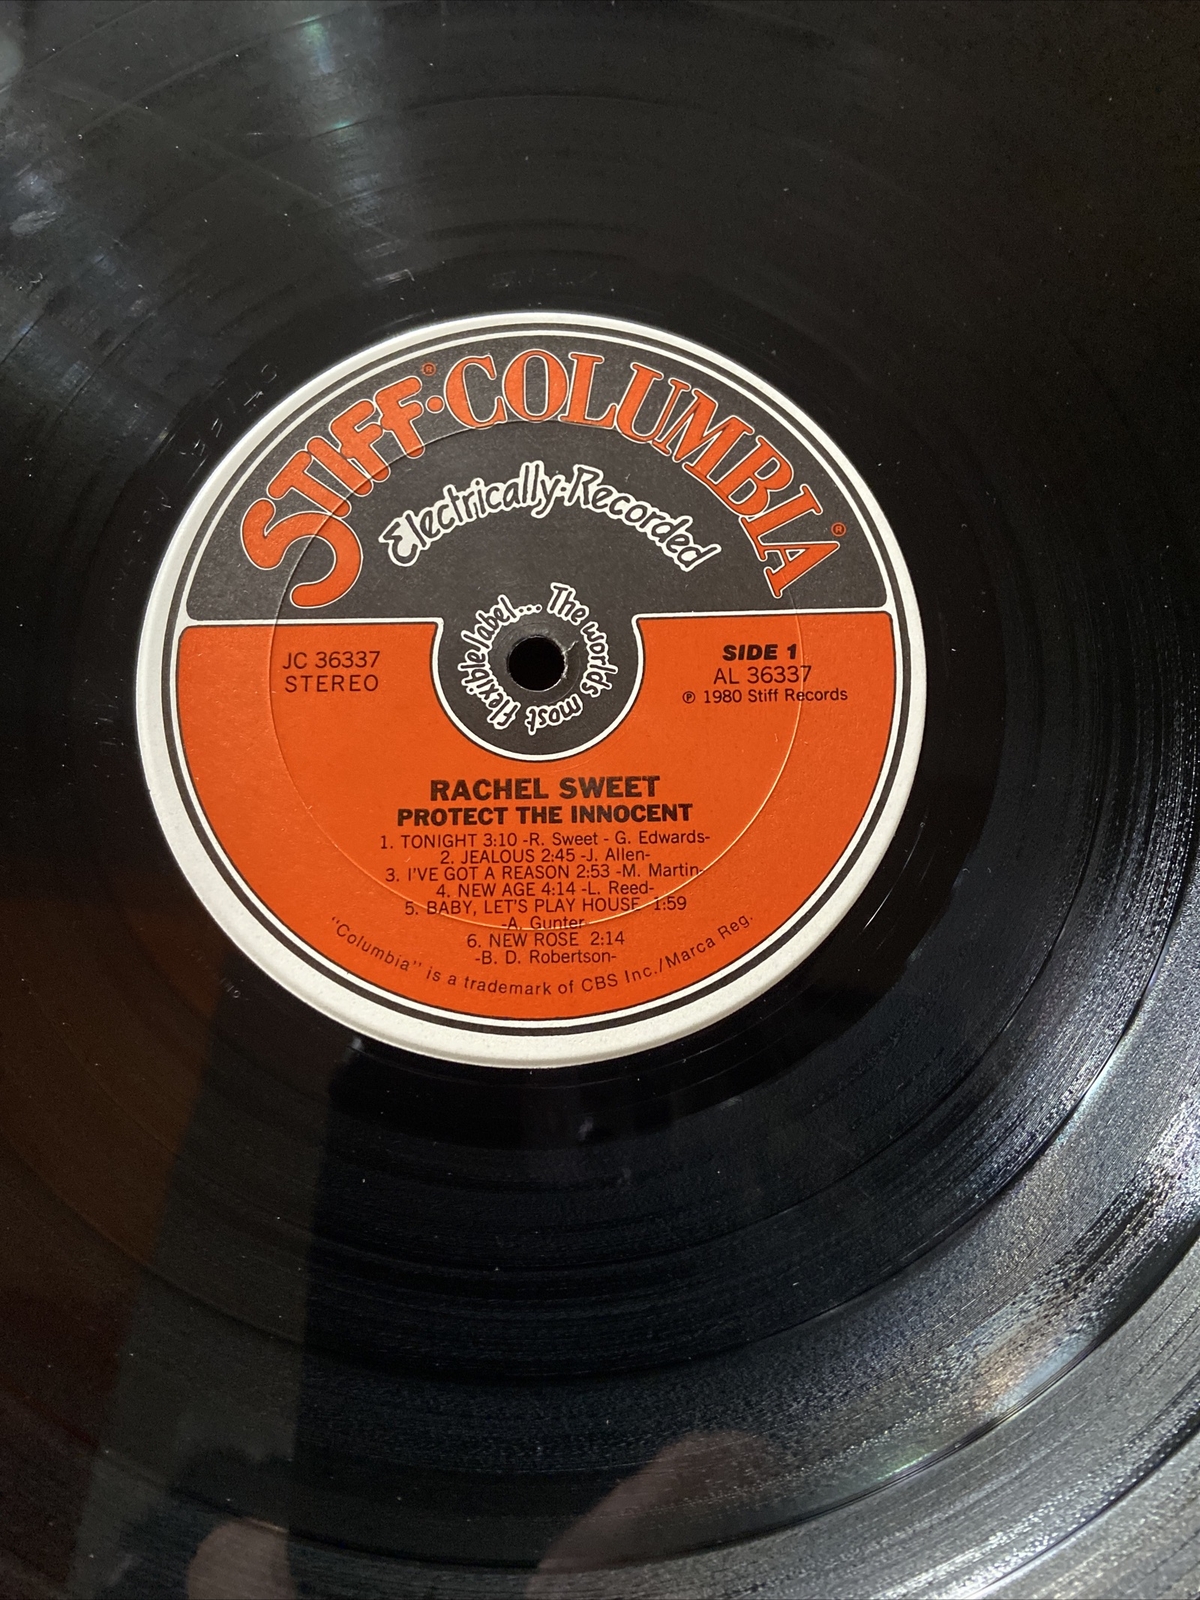 STIFF®·COLUMBIA®
Electrically-Recorded
The worlds most flexible label....
JC 36337
STEREO
SIDE 1
AL 36337
℗ 1980 Stiff Records
RACHEL SWEET
PROTECT THE INNOCENT
1. TONIGHT 3:10 -R. Sweet - G. Edwards-
2. JEALOUS 2:45 -J. Allen-
3. I'VE GOT A REASON 2:53 -M. Martin-
4. NEW AGE 4:14 -L. Reed-
5. BABY, LET'S PLAY HOUSE 1:59
-A. Gunter-
6. NEW ROSE 2:14
-B. D. Robertson-
"Columbia" is a trademark of CBS Inc./Marca Reg.